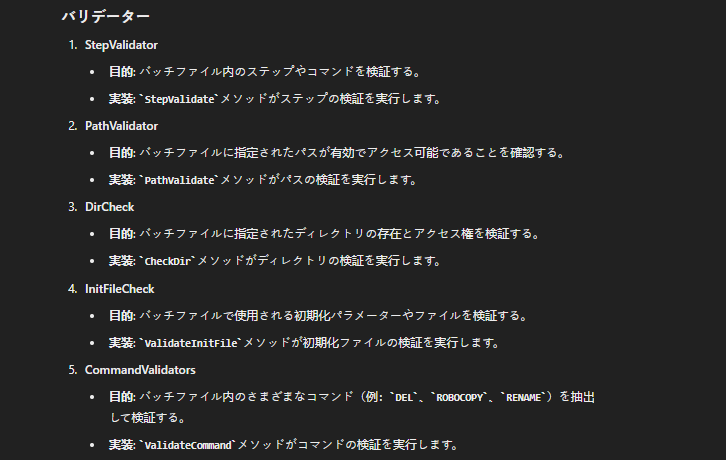 バリデーター
1. StepValidator
• 目的: バッチファイル内のステップやコマンドを検証する。
• 実装: `StepValidate`メソッドがステップの検証を実行します。
2. PathValidator
• 目的: バッチファイルに指定されたパスが有効でアクセス可能であることを確認する。
• 実装: `PathValidate`メソッドがパスの検証を実行します。
3. DirCheck
• 目的: バッチファイルに指定されたディレクトリの存在とアクセス権を検証する。
• 実装: `CheckDir`メソッドがディレクトリの検証を実行します。
4. InitFileCheck
• 目的: バッチファイルで使用される初期化パラメーターやファイルを検証する。
• 実装: `ValidateInitFile`メソッドが初期化ファイルの検証を実行します。
5. CommandValidators
• 目的: バッチファイル内のさまざまなコマンド（例: `DEL`、`ROBOCOPY`、`RENAME`）を抽出
して検証する。
• 実装: `ValidateCommand`メソッドがコマンドの検証を実行します。